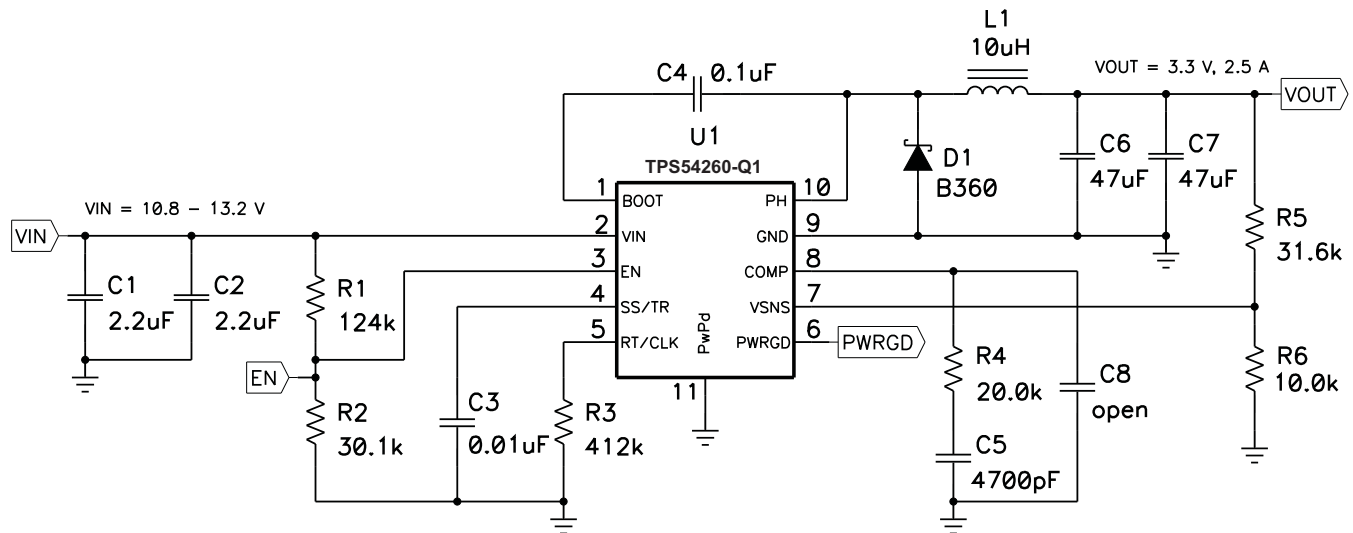 L1
10uH
C4 0.1uF
VOUT = 3.3 V, 2.5 A
VOUT
U1
TPS54260-Q1
D1
B360
C6
47uF
C7
47uF
1
BOOT
PH
10
VIN = 10.8 - 13.2 V
VIN
2
VIN
GND
9
R5
31.6k
3
EN
COMP
8
C1
2.2uF
C2
2.2uF
R1
124k
4
SS/TR
VSNS
7
5
RT/CLK
PwPd
PWRGD
6
PWRGD
EN
11
R4
20.0k
C8
open
R6
10.0k
R2
30.1k
C3
0.01uF
R3
412k
C5
4700pF